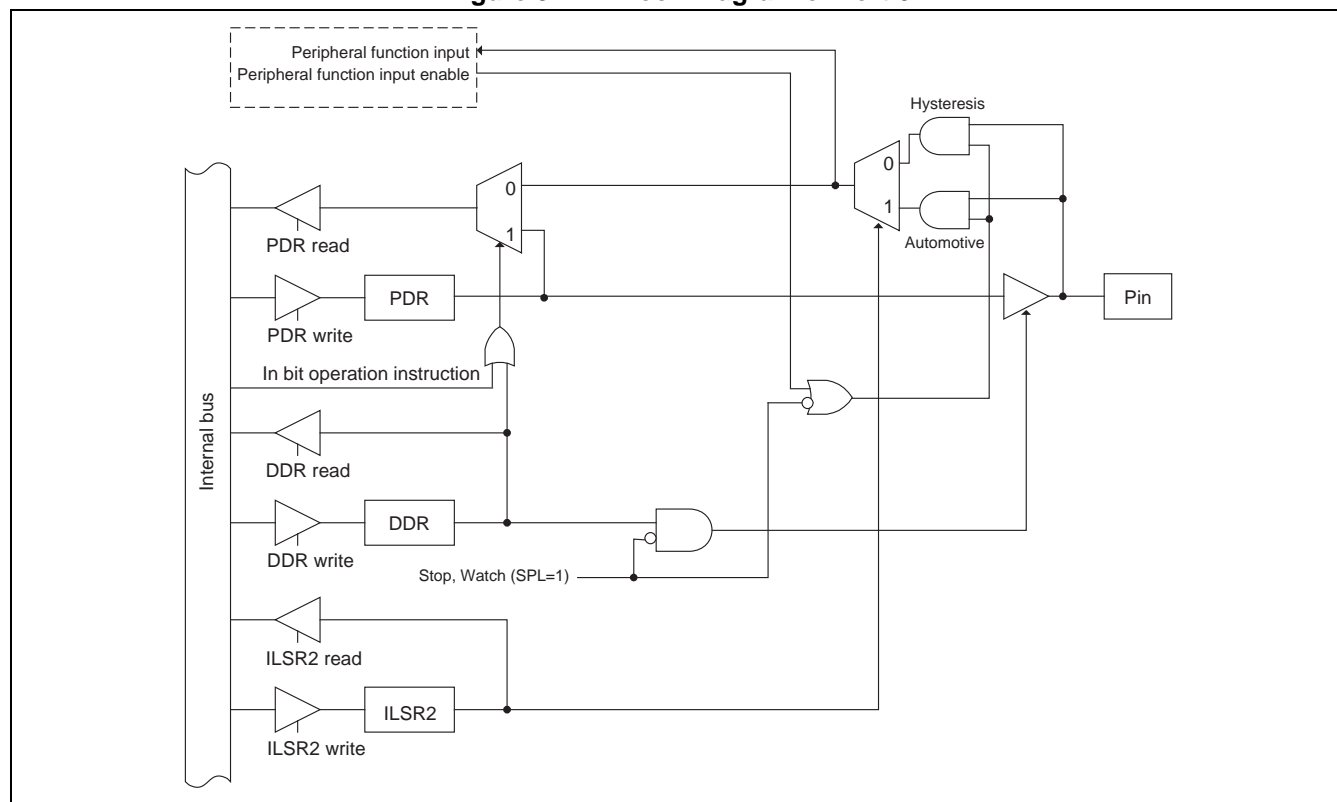 Peripheral function input
Peripheral function input enable
Hysteresis
0
1
Automotive
0
1
PDR read
PDR
Pin
PDR write
In bit operation instruction
Internal bus
DDR read
DDR
DDR write
Stop, Watch (SPL=1)
ILSR2 read
ILSR2
ILSR2 write